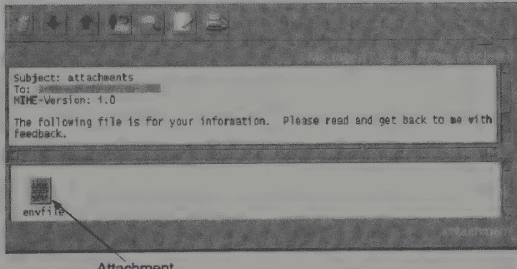 Subject: attachments
To:
MIME-Version: 1.0
The following file is for your information. Please read and get back to me with
feedback.
envfile
Attachment